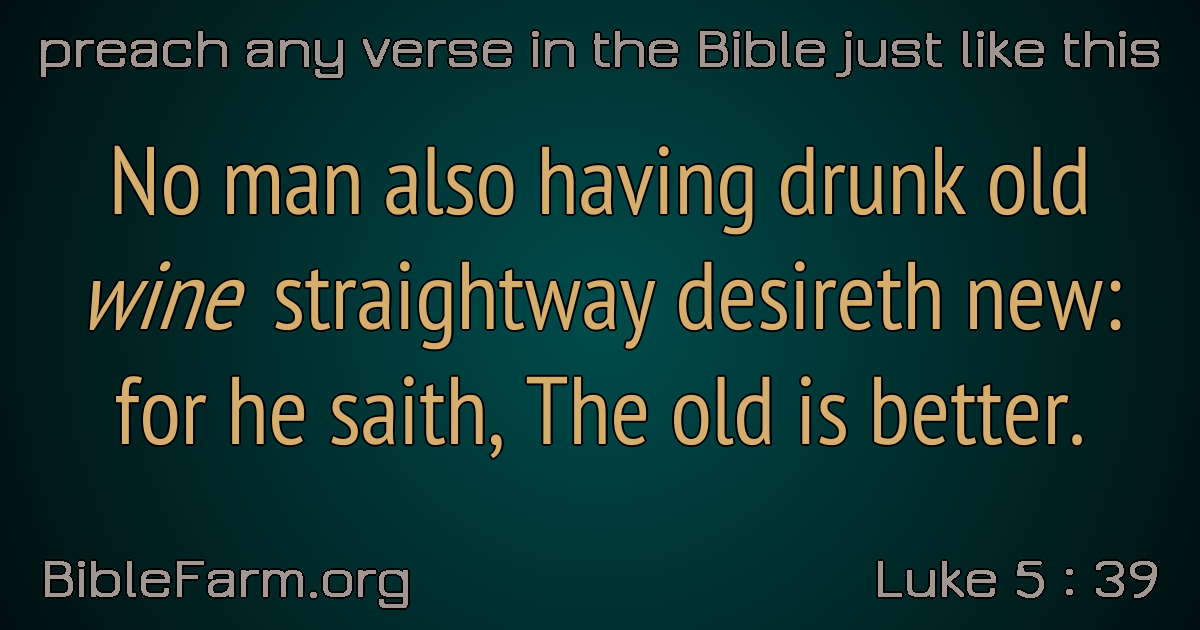 preach any verse in the Bible just like this
No man also having drunk old
wine straightway desireth new:
for he saith, The old is better.
BibleFarm.org
Luke 5 : 39